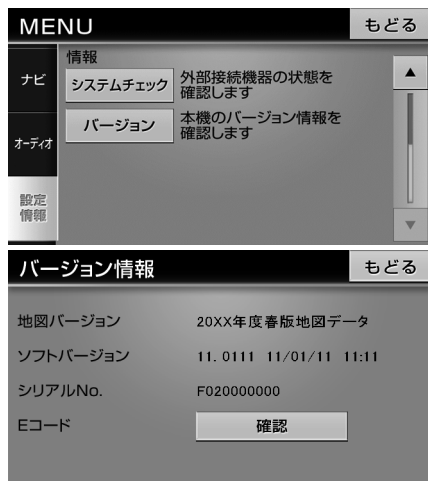 MENU もどる
情報
ナビ
システムチェック 外部接続機器の状態を
確認します
オーディオ
バージョン 本機のバージョン情報を
確認します
設定
情報
バージョン情報 もどる
地図バージョン 20XX年度春版地図データ
ソフトバージョン 11.0111 11/01/11 11:11
シリアルNo. F020000000
Eコード 確認